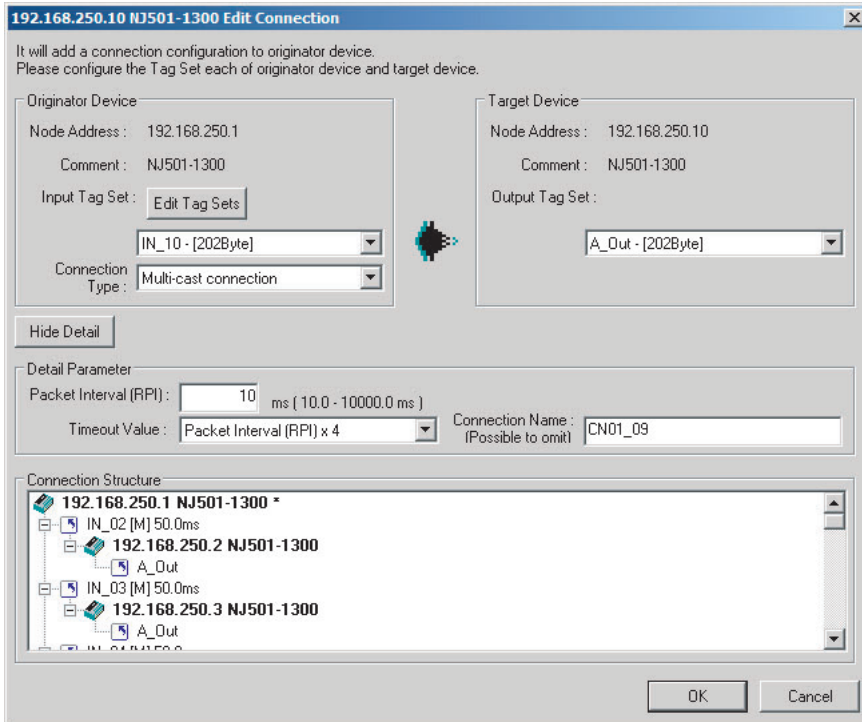 192.168.250.10 NJ501-1300 Edit Connection
It will add a connection configuration to originator device.
Please configure the Tag Set each of originator device and target device.
Originator Device
Node Address : 192.168.250.1
Comment : NJ501-1300
Input Tag Set : Edit Tag Sets
IN_10 - [202Byte]
Connection Type : Multi-cast connection
Target Device
Node Address : 192.168.250.10
Comment : NJ501-1300
Output Tag Set :
A_Out - [202Byte]
Hide Detail
Detail Parameter
Packet Interval (RPI) : 10 ms ( 10.0 - 10000.0 ms )
Timeout Value : Packet Interval (RPI) x 4
Connection Name : (Possible to omit) CN01_09
Connection Structure
192.168.250.1 NJ501-1300 *
IN_02 [M] 50.0ms
192.168.250.2 NJ501-1300
A_Out
IN_03 [M] 50.0ms
192.168.250.3 NJ501-1300
A_Out
OK Cancel